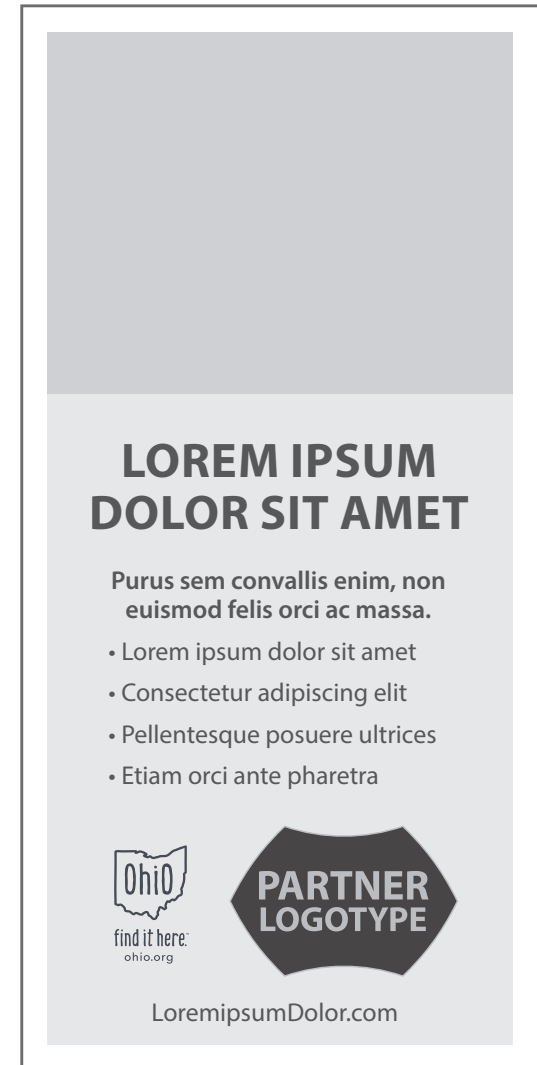 LOREM IPSUM
DOLOR SIT AMET
Purus sem convallis enim, non
euismod felis orci ac massa.
• Lorem ipsum dolor sit amet
• Consectetur adipiscing elit
• Pellentesque posuere ultrices
• Etiam orci ante pharetra
OhiO
find it here.
ohio.org
PARTNER
LOGOTYPE
LoremipsumDolor.com